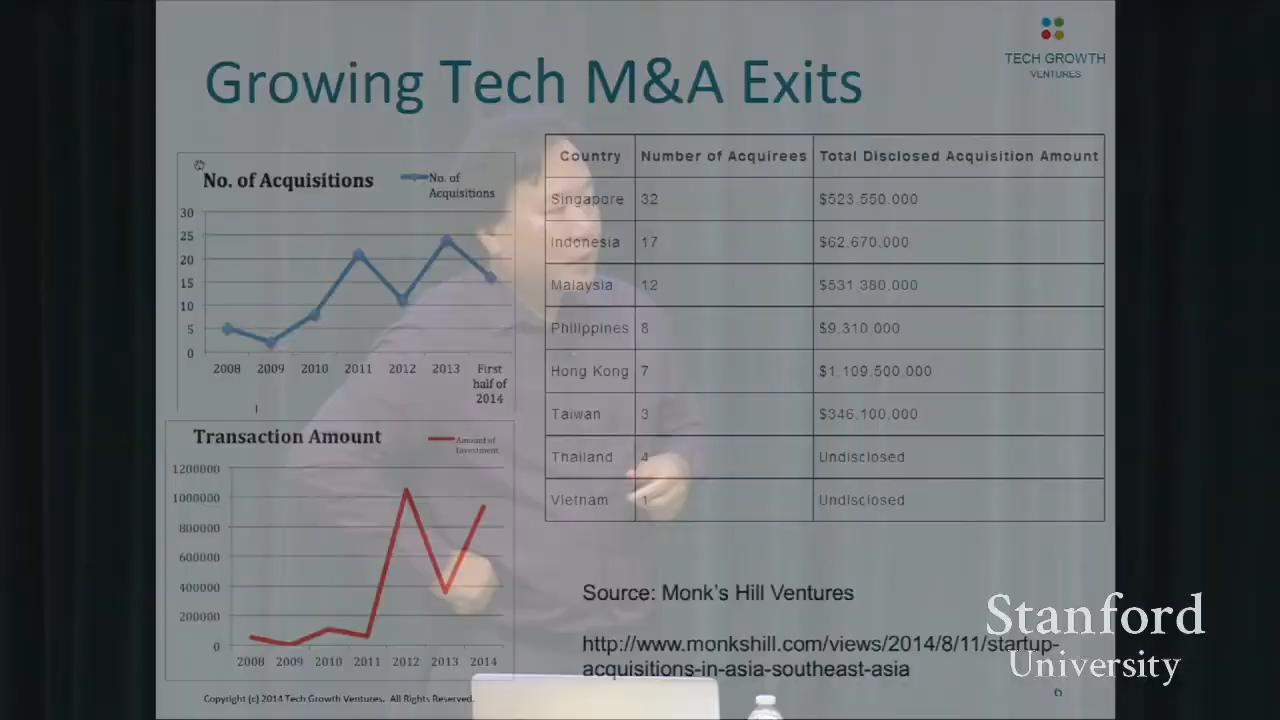 Growing Tech M&A Exits
TECH GROWTH
VENTURES
No. of Acquisitions
No. of
Acquisitions
30
25
20
15
10
5
0
2008 2009 2010 2011 2012 2013 First
half of
2014
Transaction Amount
Amount of
Investment
1200000
1000000
800000
600000
400000
200000
0
2008 2009 2010 2011 2012 2013 2014
Country Number of Acquirees Total Disclosed Acquisition Amount
Singapore 32 $523.550.000
Indonesia 17 $62.670.000
Malaysia 12 $531.380.000
Philippines 8 $9.310 000
Hong Kong 7 $1.109.500.000
Taiwan 3 $346.100.000
Thailand 4 Undisclosed
Vietnam 1 Undisclosed
Source: Monk's Hill Ventures
http://www.monkshill.com/views/2014/8/11/startup-
acquisitions-in-asia-southeast-asia
Stanford
University
Copyright (c) 2014 Tech Growth Ventures. All Rights Reserved.
6